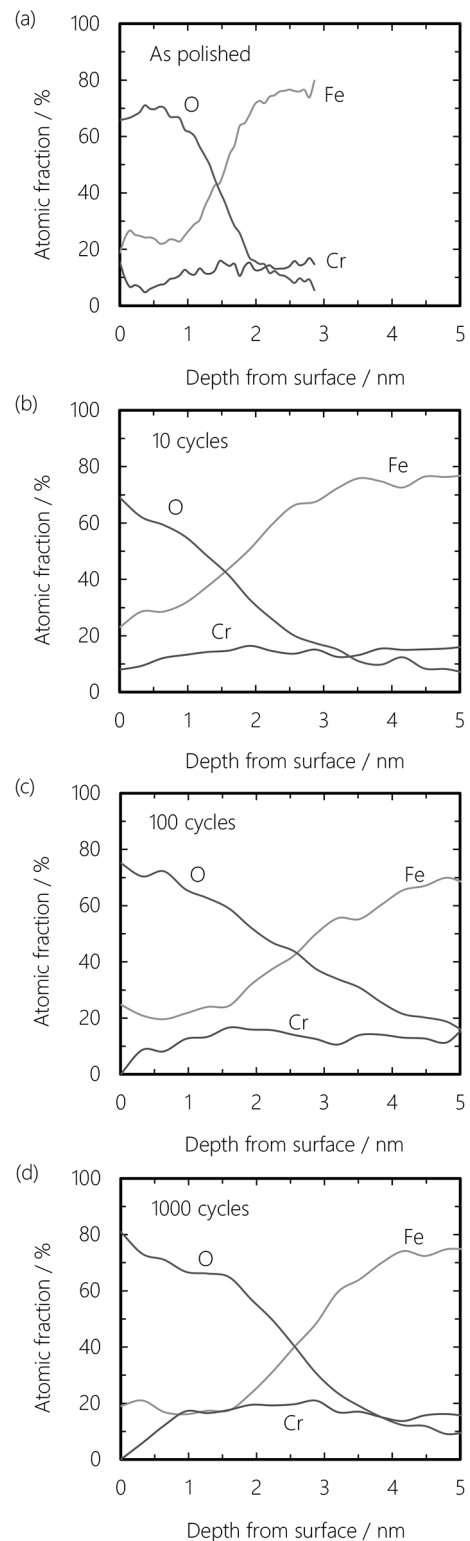 (a)
100
80
60
40
20
0
Atomic fraction / %
As polished
O
Fe
Cr
0 1 2 3 4 5
Depth from surface / nm
(b)
100
80
60
40
20
0
Atomic fraction / %
10 cycles
O
Fe
Cr
0 1 2 3 4 5
Depth from surface / nm
(c)
100
80
60
40
20
0
Atomic fraction / %
100 cycles
O
Fe
Cr
0 1 2 3 4 5
Depth from surface / nm
(d)
100
80
60
40
20
0
Atomic fraction / %
1000 cycles
O
Fe
Cr
0 1 2 3 4 5
Depth from surface / nm